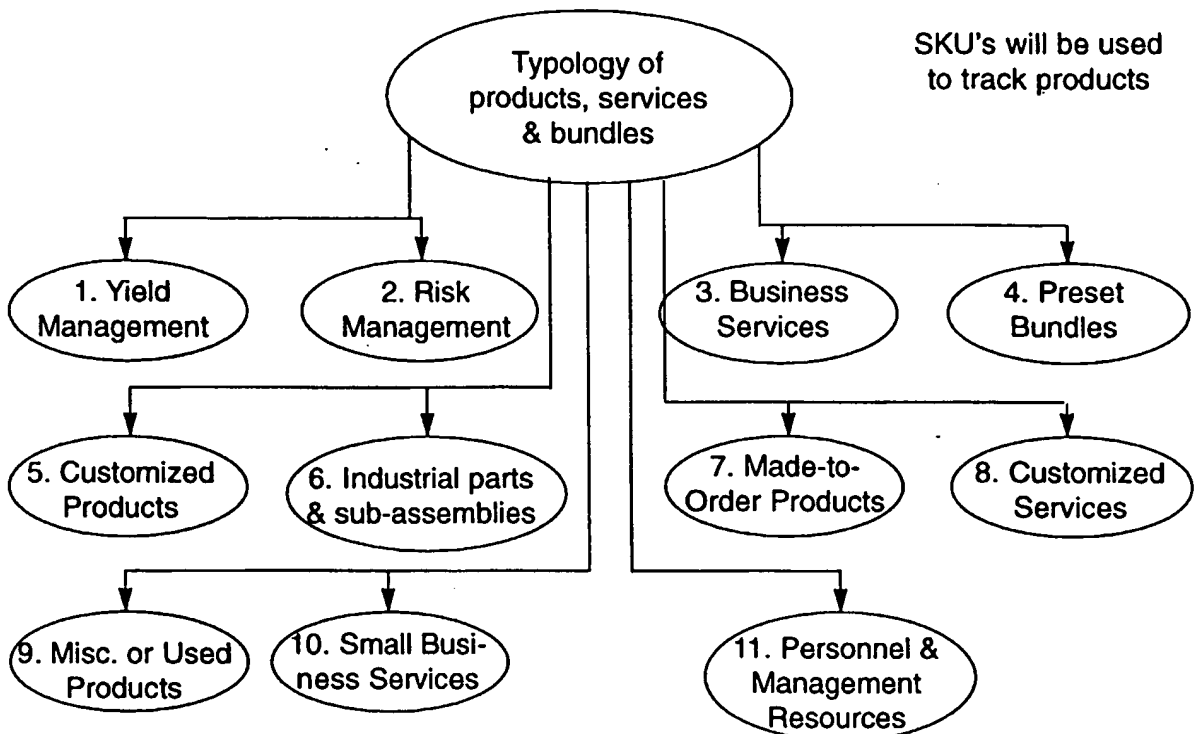 Typology of
products, services
& bundles
SKU's will be used
to track products
1. Yield
Management
2. Risk
Management
3. Business
Services
4. Preset
Bundles
5. Customized
Products
6. Industrial parts
& sub-assemblies
7. Made-to-
Order Products
8. Customized
Services
9. Misc. or Used
Products
10. Small Busi-
ness Services
11. Personnel &
Management
Resources